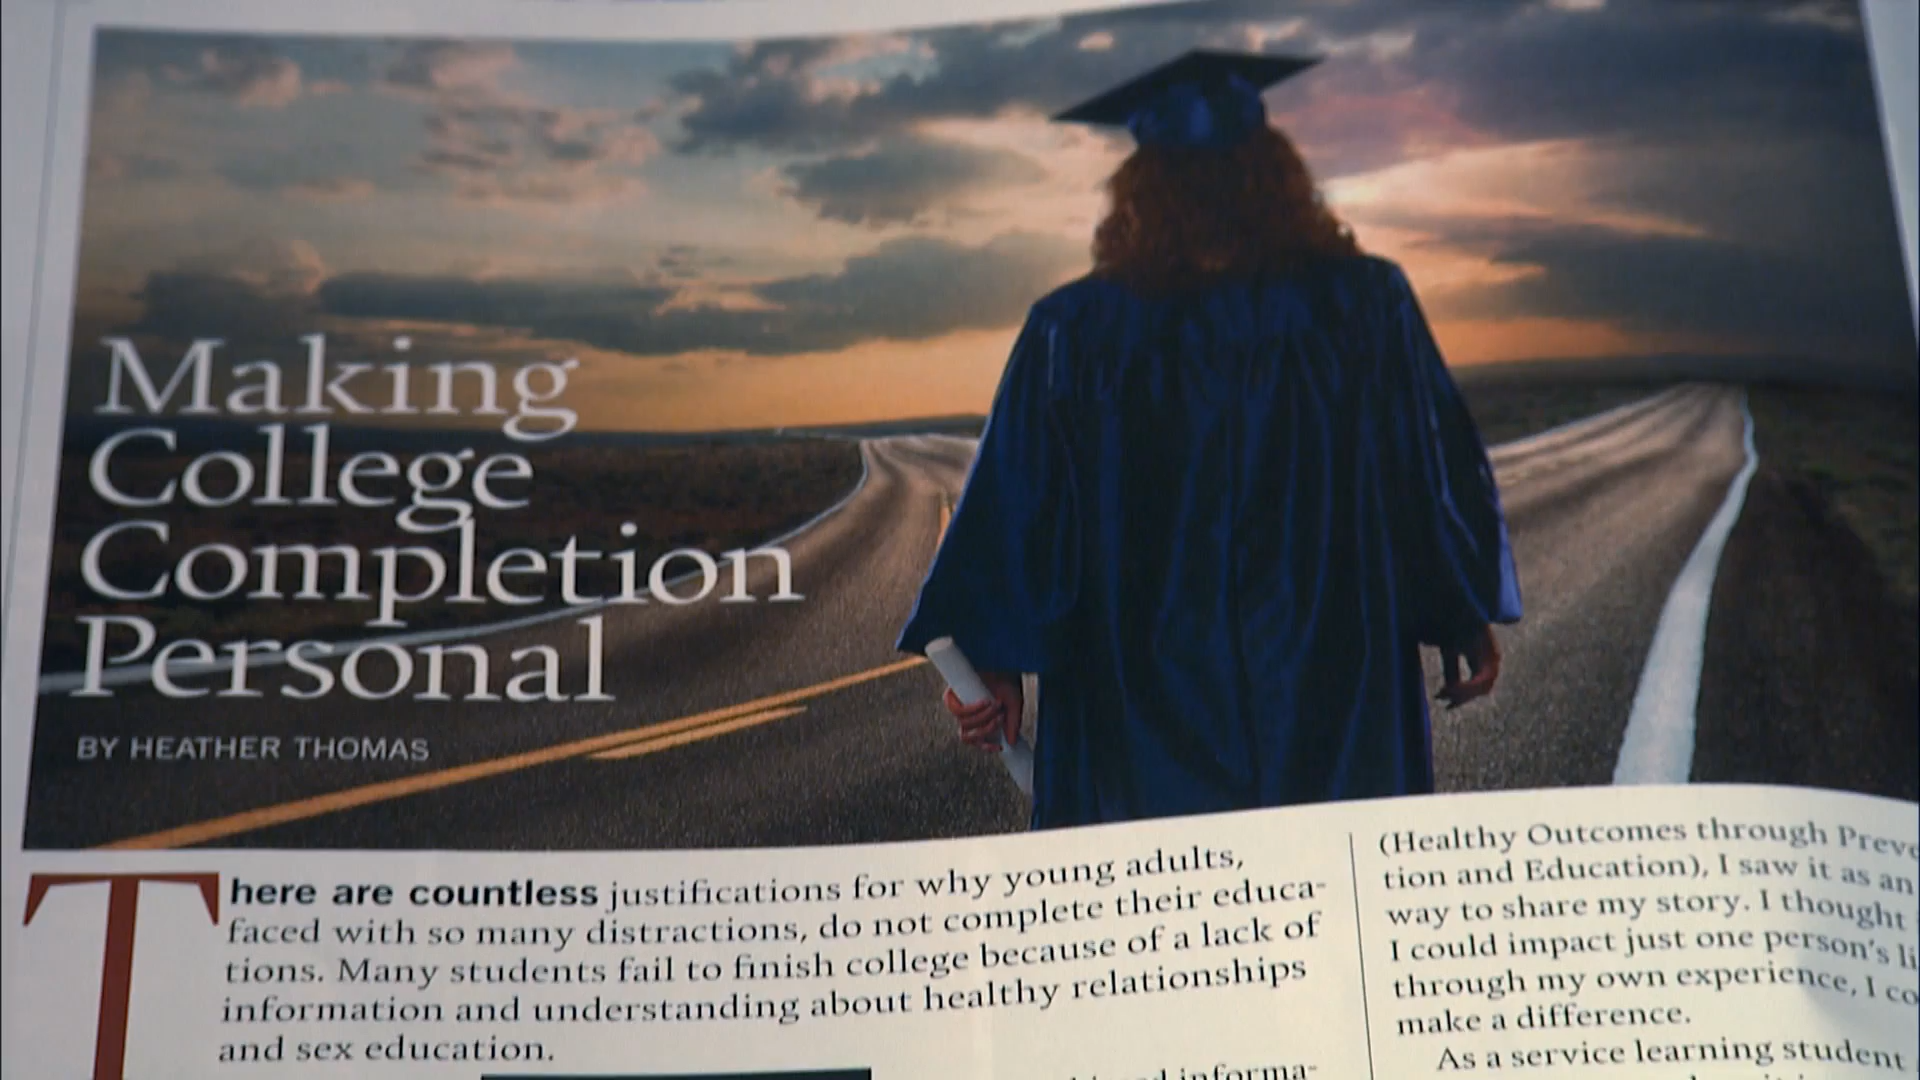 Making
College
Completion
Personal
BY HEATHER THOMAS
There are countless justifications for why young adults,
faced with so many distractions, do not complete their educa-
tions. Many students fail to finish college because of a lack of
information and understanding about healthy relationships
and sex education.
informa-
(Healthy Outcomes through Preve
tion and Education), I saw it as an
way to share my story. I thought
I could impact just one person's li
through my own experience, I co
make a difference.
As a service learning student